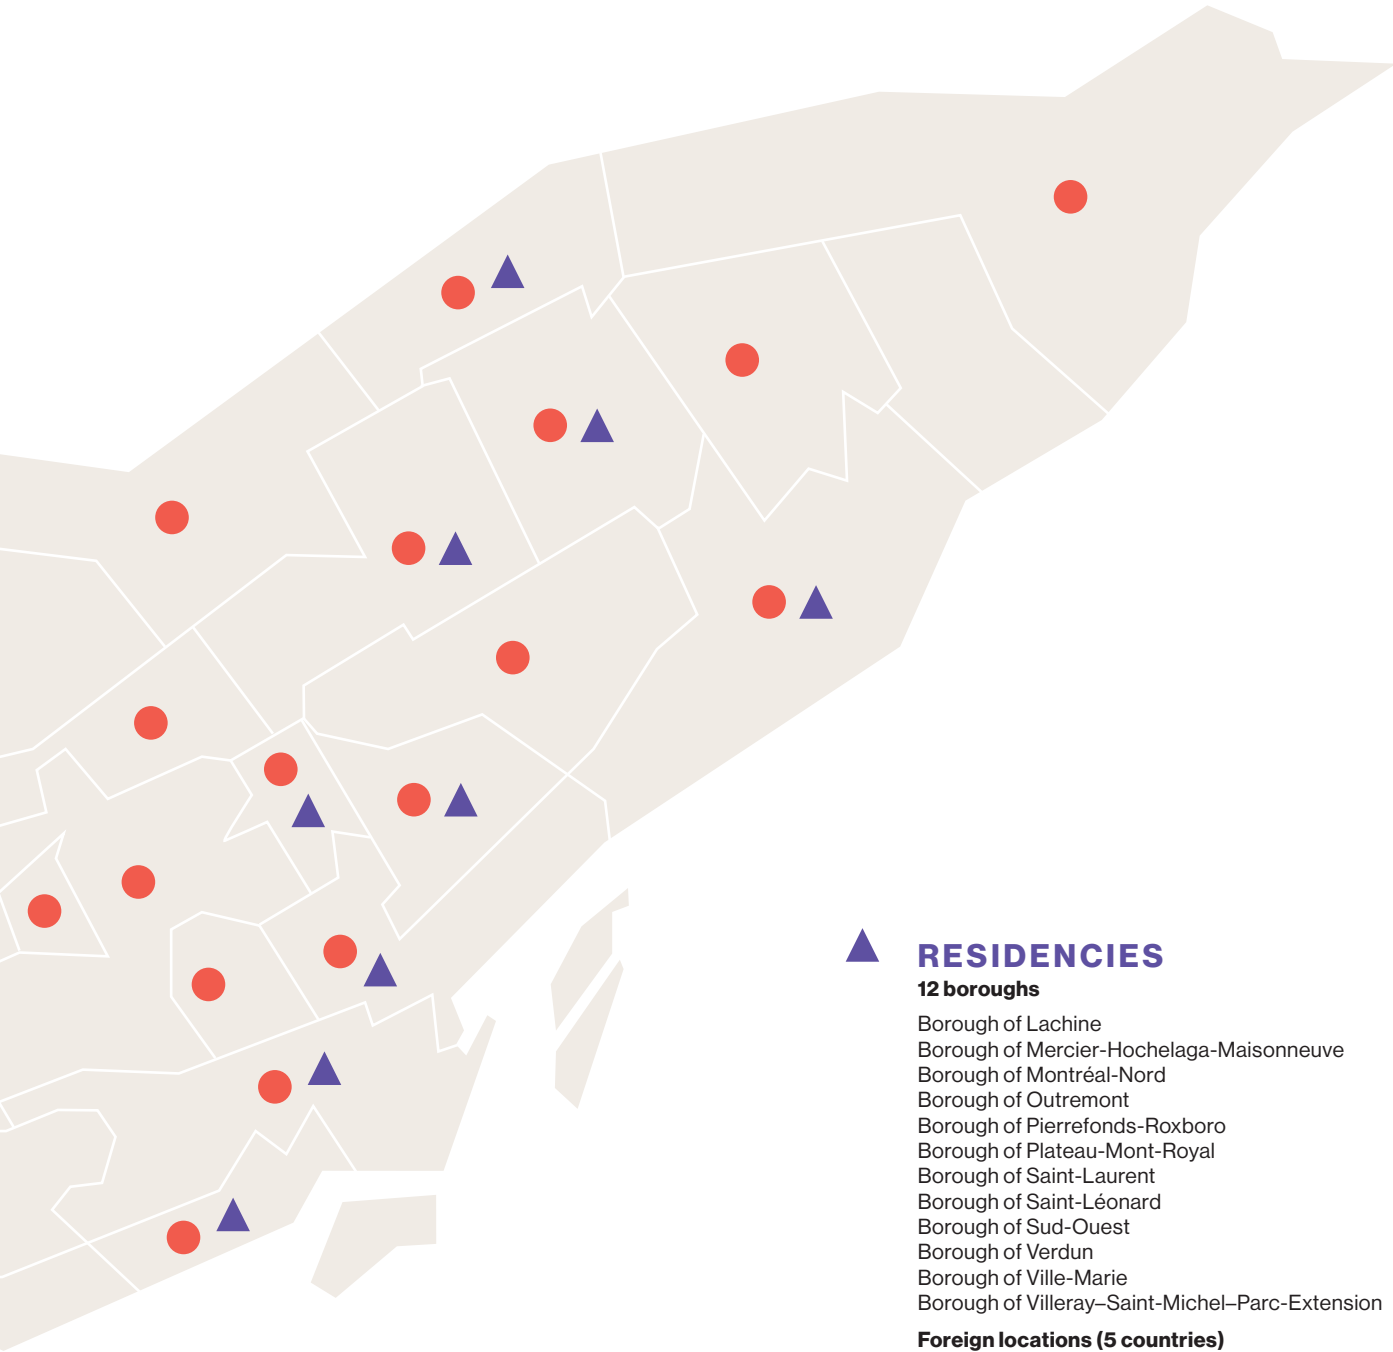 RESIDENCIES
12 boroughs
Borough of Lachine
Borough of Mercier-Hochelaga-Maisonneuve
Borough of Montréal-Nord
Borough of Outremont
Borough of Pierrefonds-Roxboro
Borough of Plateau-Mont-Royal
Borough of Saint-Laurent
Borough of Saint-Léonard
Borough of Sud-Ouest
Borough of Verdun
Borough of Ville-Marie
Borough of Villeray–Saint-Michel–Parc-Extension
Foreign locations (5 countries)